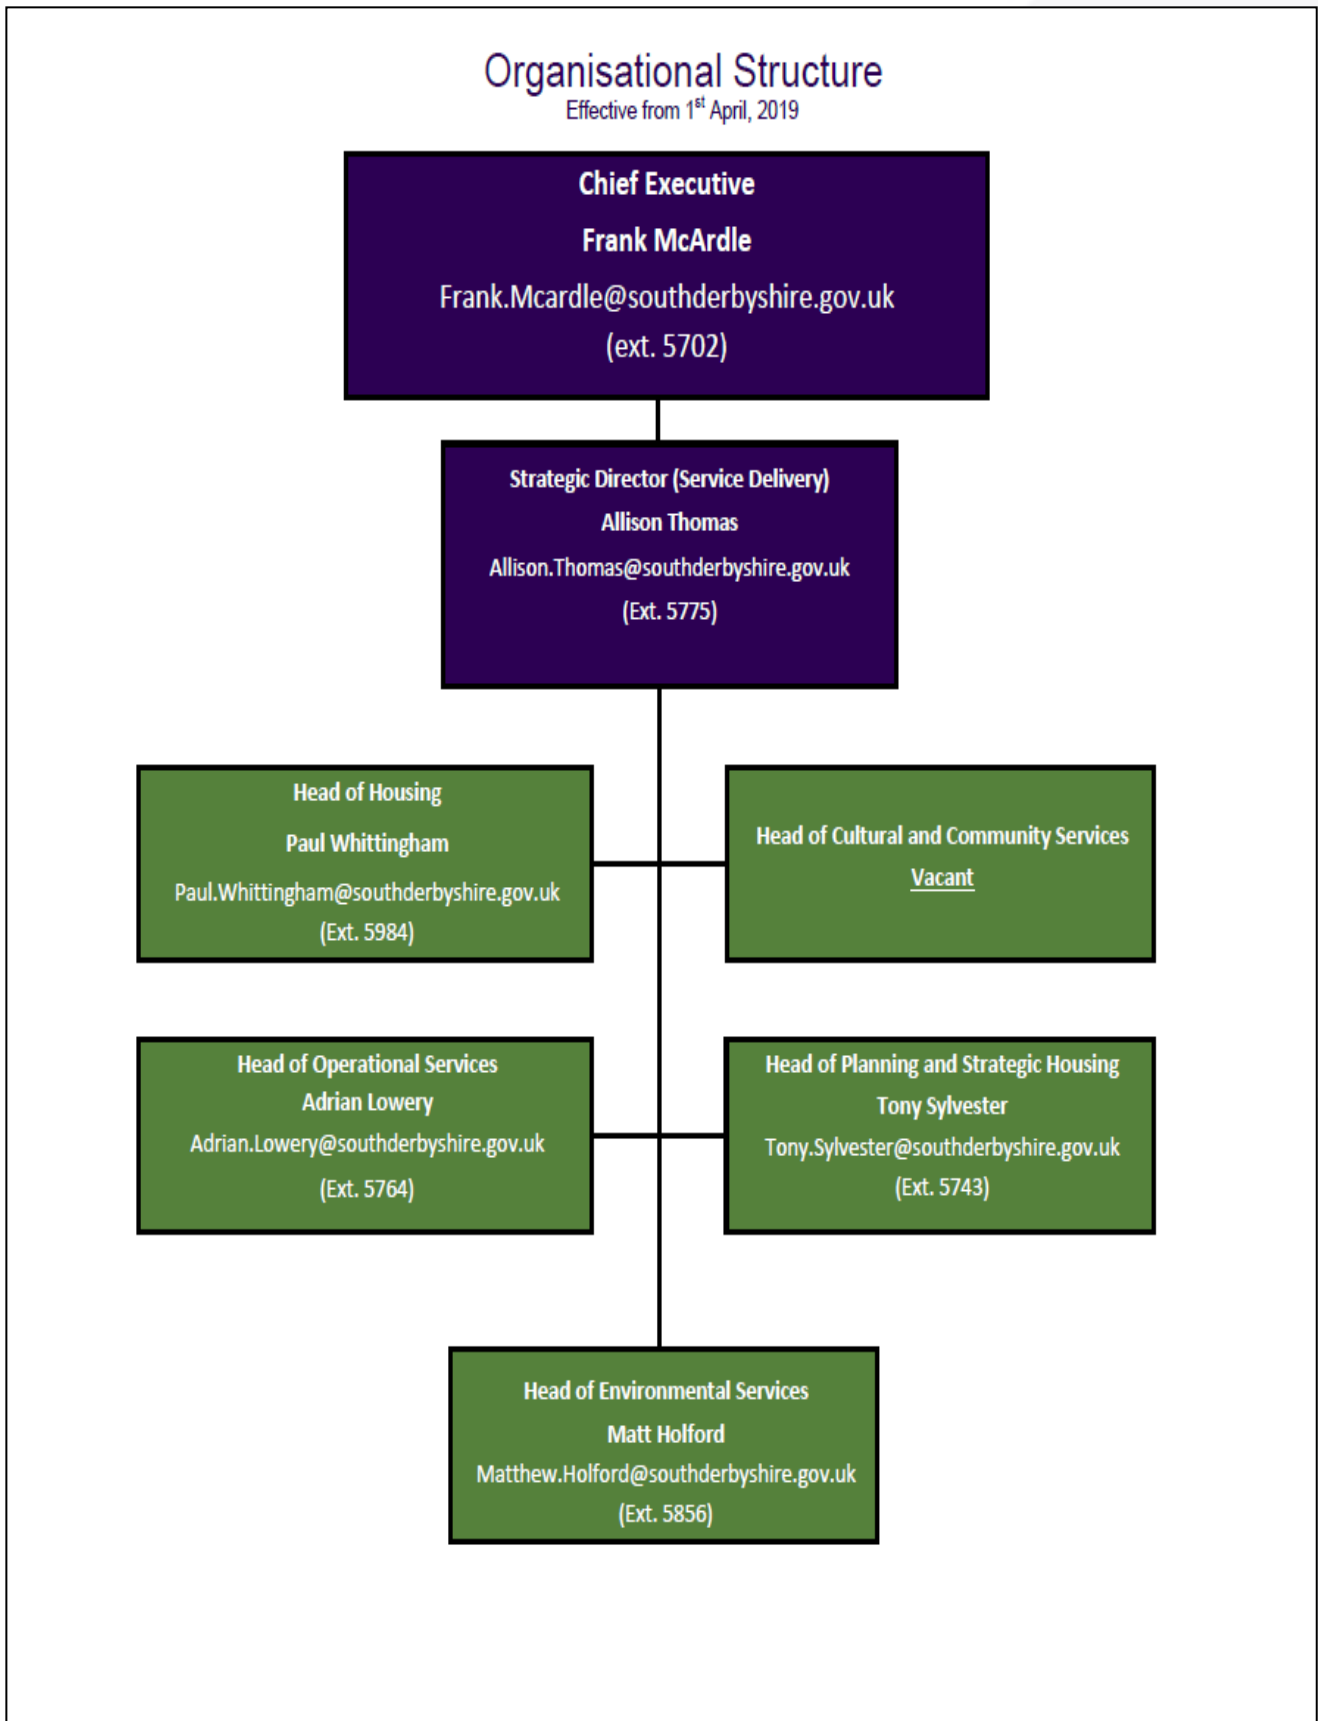 Organisational Structure
Effective from 1st April, 2019
Chief Executive
Frank McArdle
Frank.Mcardle@southderbyshire.gov.uk
(ext. 5702)
Strategic Director (Service Delivery)
Allison Thomas
Allison.Thomas@southderbyshire.gov.uk
(Ext. 5775)
Head of Housing
Paul Whittingham
Paul.Whittingham@southderbyshire.gov.uk
(Ext. 5984)
Head of Cultural and Community Services
Vacant
Head of Operational Services
Adrian Lowery
Adrian.Lowery@southderbyshire.gov.uk
(Ext. 5764)
Head of Planning and Strategic Housing
Tony Sylvester
Tony.Sylvester@southderbyshire.gov.uk
(Ext. 5743)
Head of Environmental Services
Matt Holford
Matthew.Holford@southderbyshire.gov.uk
(Ext. 5856)